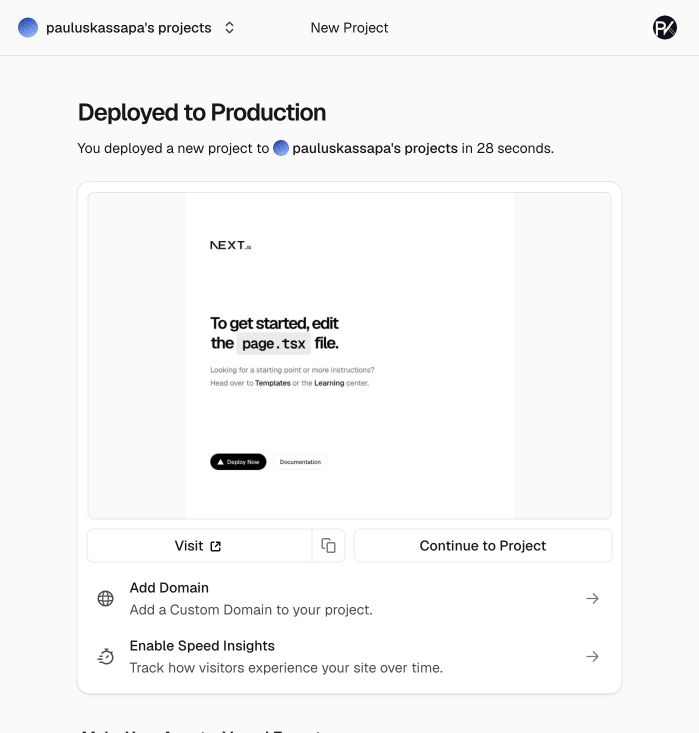 pauluskassapa's projects
New Project
Deployed to Production
You deployed a new project to pauluskassapa's projects in 28 seconds.
NEXT.JS
To get started, edit
the page.tsx file.
Looking for a starting point or more instructions?
Head over to Templates or the Learning center.
Deploy Now
Documentation
Visit
Continue to Project
Add Domain
Add a Custom Domain to your project.
Enable Speed Insights
Track how visitors experience your site over time.